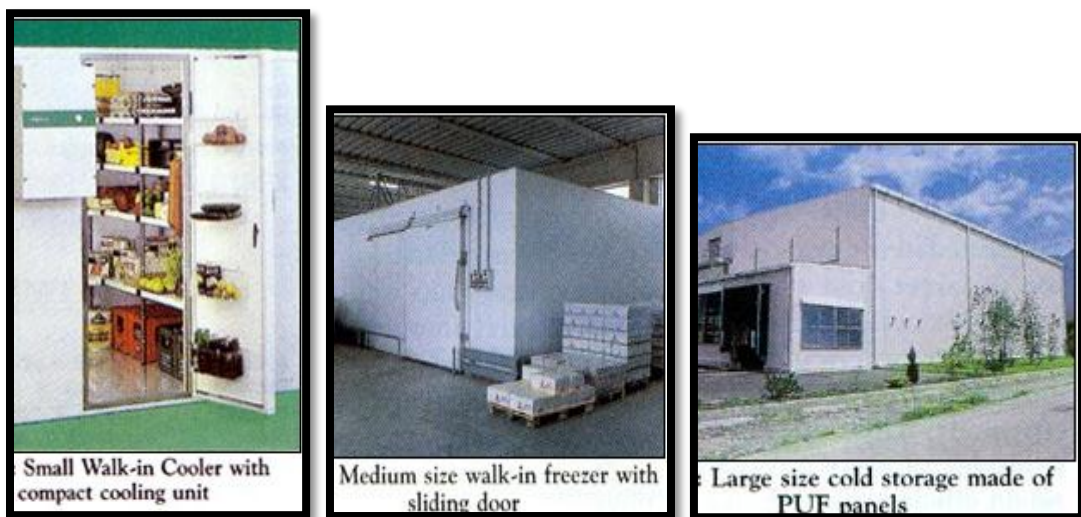 : Small Walk-in Cooler with
compact cooling unit
Medium size walk-in freezer with
sliding door
: Large size cold storage made of
PUF panels